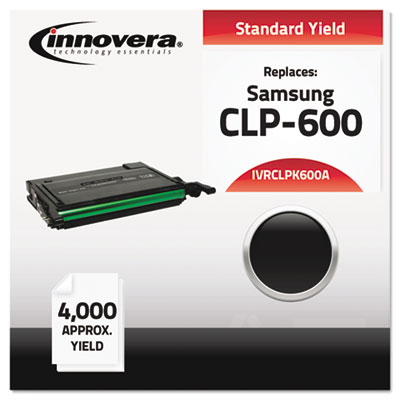 innovera
technology essentials
Standard Yield
Replaces:
Samsung
CLP-600
IVRCLPK600A
4,000
APPROX.
YIELD